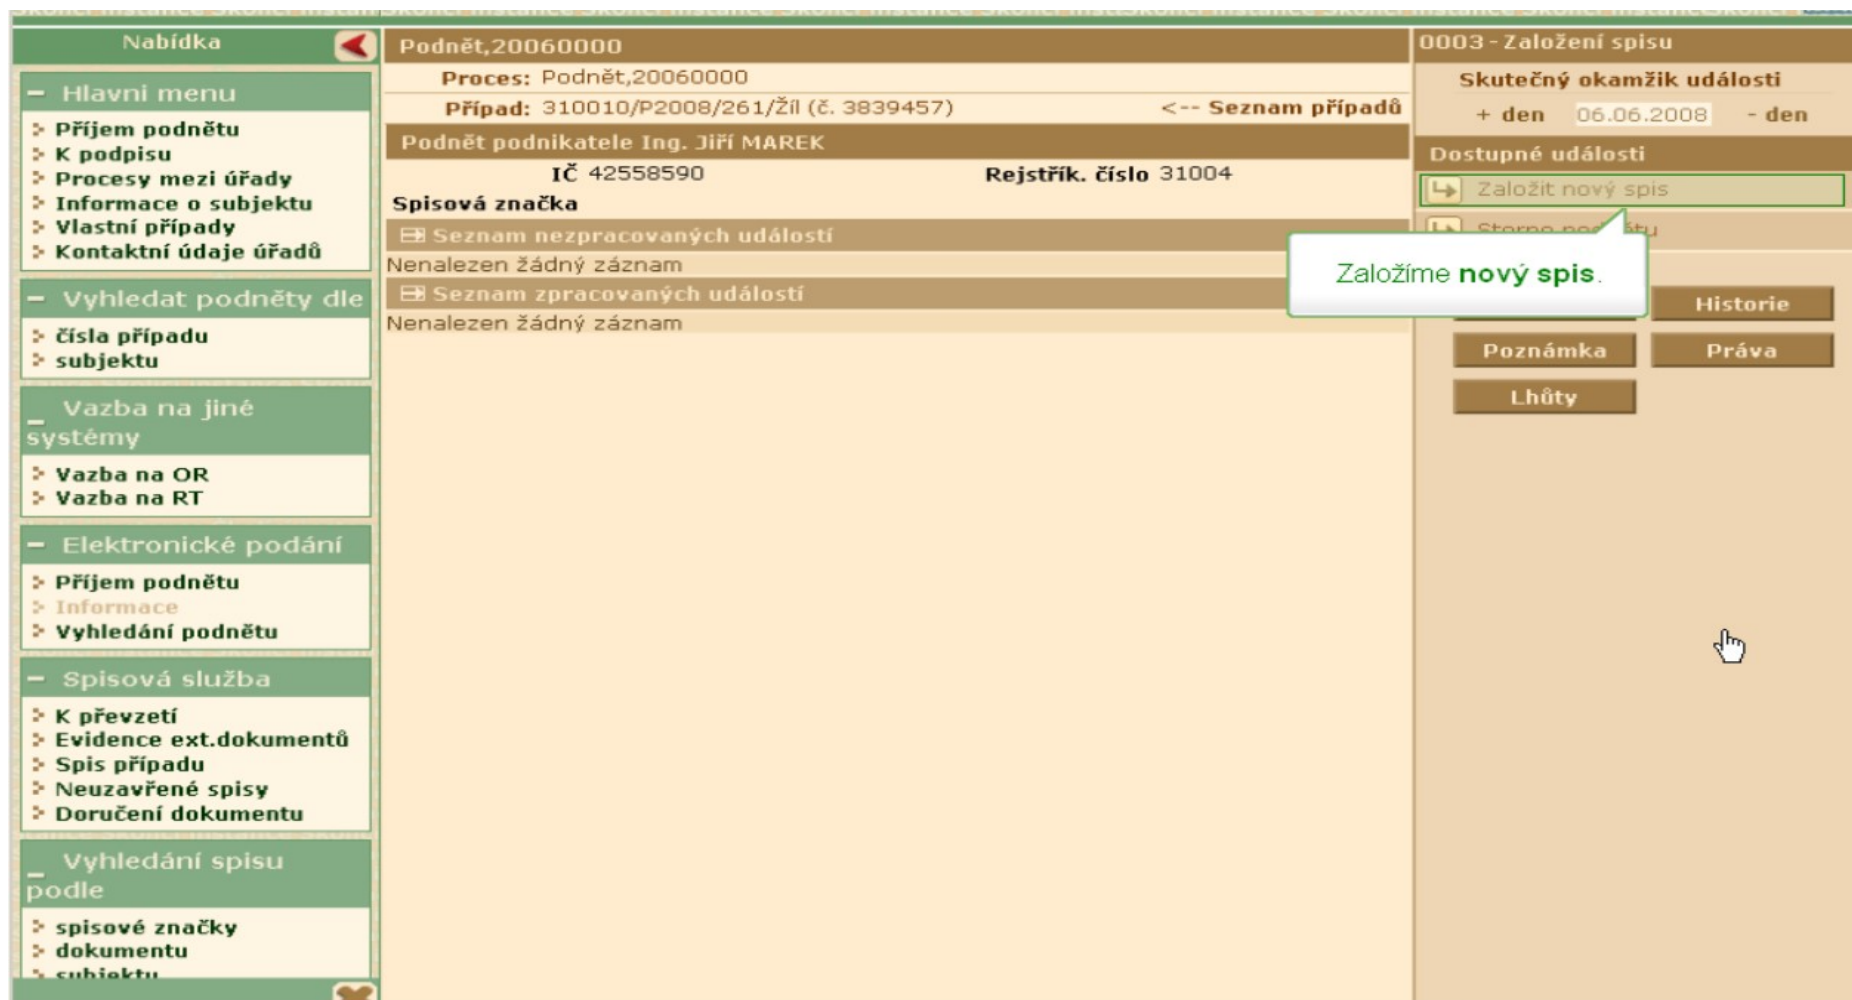 Nabídka
− Hlavni menu
Příjem podnětu
K podpisu
Procesy mezi úřady
Informace o subjektu
Vlastní případy
Kontaktní údaje úřadů
− Vyhledat podněty dle
čísla případu
subjektu
− Vazba na jiné
systémy
Vazba na OR
Vazba na RT
− Elektronické podání
Příjem podnětu
Informace
Vyhledání podnětu
− Spisová služba
K převzetí
Evidence ext.dokumentů
Spis případu
Neuzavřené spisy
Doručení dokumentu
− Vyhledání spisu
podle
spisové značky
dokumentu
subjektu
Podnět,20060000
Proces: Podnět,20060000
Případ: 310010/P2008/261/Žíl (č. 3839457) <-- Seznam případů
Podnět podnikatele Ing. Jiří MAREK
IČ 42558590 Rejstřík. číslo 31004
Spisová značka
Seznam nezpracovaných událostí
Nenalezen žádný záznam
Seznam zpracovaných událostí
Nenalezen žádný záznam
0003 - Založení spisu
Skutečný okamžik události
+ den 06.06.2008 - den
Dostupné události
Založit nový spis
Storno podnětu
Založíme nový spis.
Historie
Poznámka Práva
Lhůty